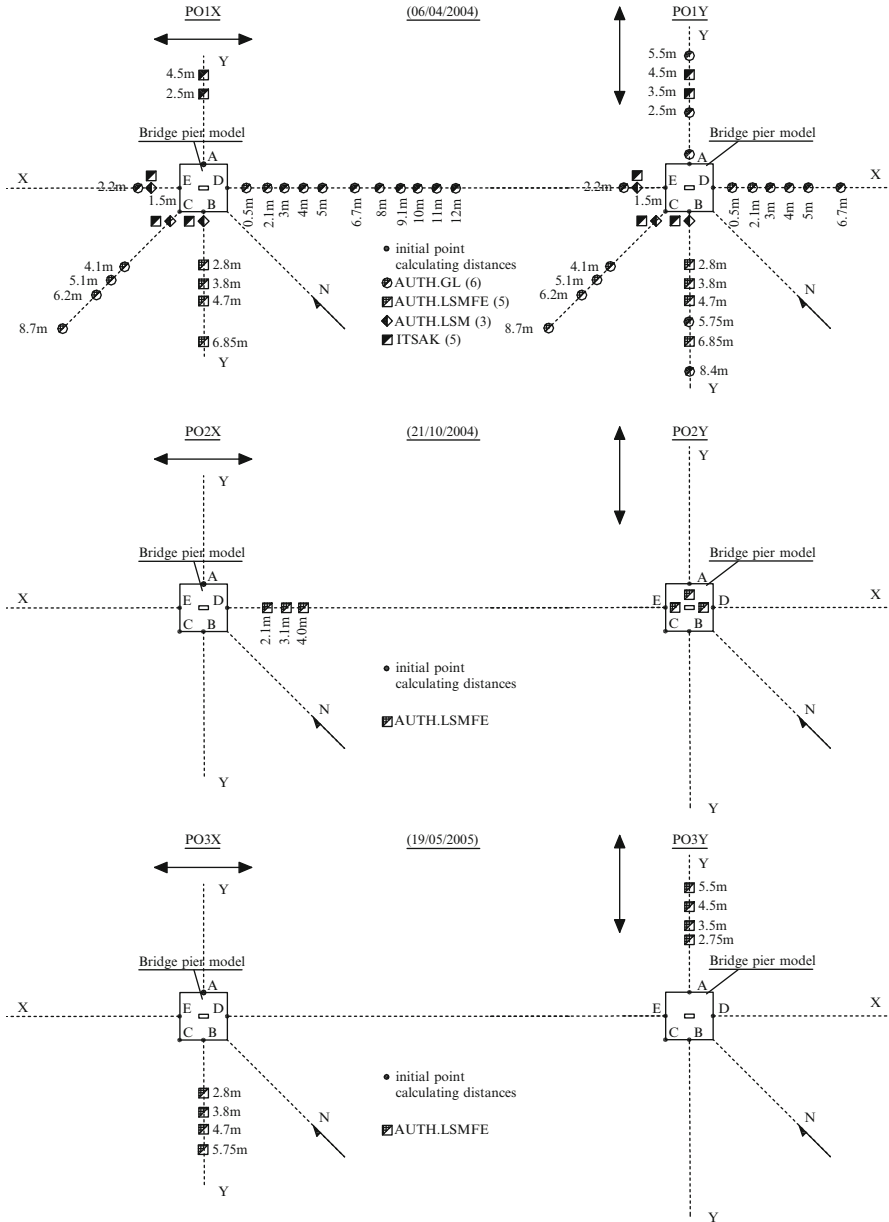 PO1X
(06/04/2004)
PO1Y
Y
4.5m
2.5m
Bridge pier model
A
X
E
D
2.2m
1.5m
C
B
0.5m
2.1m
3m
4m
5m
6.7m
8m
9.1m
10m
11m
12m
4.1m
5.1m
6.2m
8.7m
2.8m
3.8m
4.7m
6.85m
Y
N
initial point
calculating distances
AUTH.GL (6)
AUTH.LSMFE (5)
AUTH.LSM (3)
ITSAK (5)
Y
5.5m
4.5m
3.5m
2.5m
Bridge pier model
A
X
E
D
2.2m
1.5m
C
B
0.5m
2.1m
3m
4m
5m
6.7m
4.1m
5.1m
6.2m
8.7m
2.8m
3.8m
4.7m
5.75m
6.85m
8.4m
Y
N
PO2X
(21/10/2004)
PO2Y
Y
Bridge pier model
A
X
E
D
C
B
2.1m
3.1m
4.0m
N
Y
initial point
calculating distances
AUTH.LSMFE
Y
Bridge pier model
A
X
E
D
C
B
N
Y
PO3X
(19/05/2005)
PO3Y
Y
Bridge pier model
A
X
E
D
C
B
2.8m
3.8m
4.7m
5.75m
N
Y
initial point
calculating distances
AUTH.LSMFE
Y
5.5m
4.5m
3.5m
2.75m
Bridge pier model
A
X
E
D
C
B
N
Y